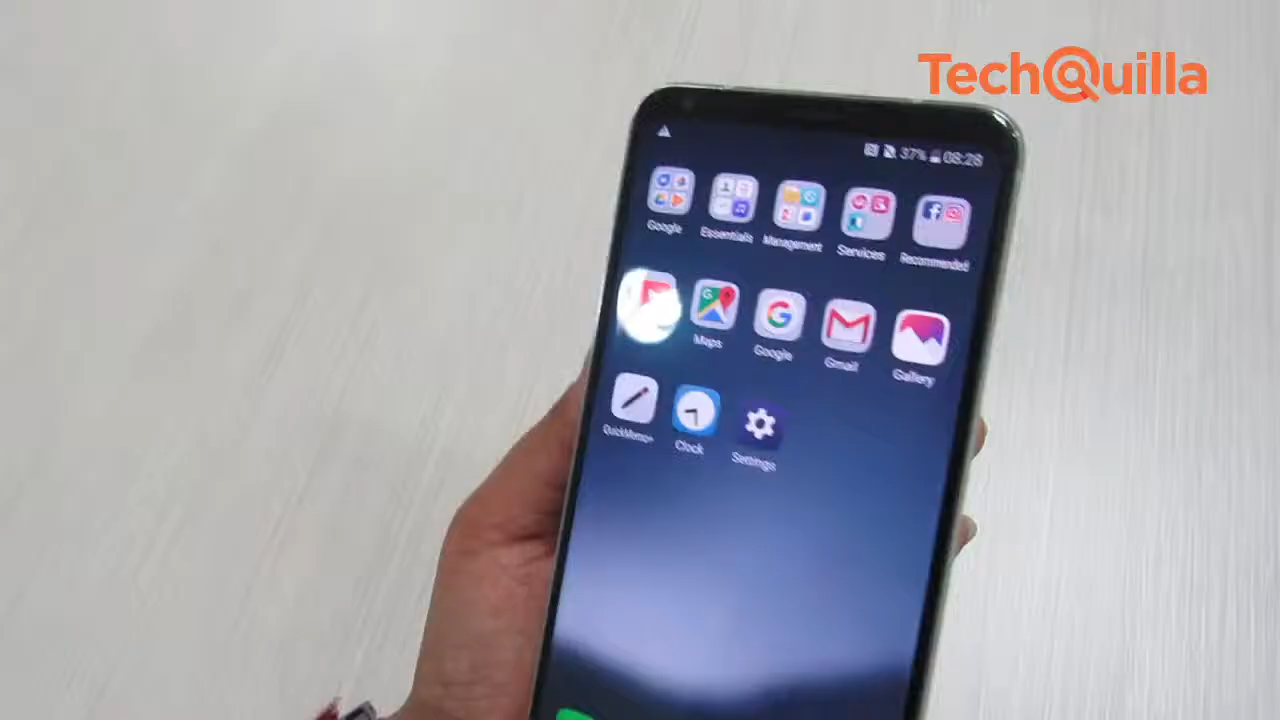 TechQuilla
37% 08:28
Google Essentials Management Services Recommended
Maps Google Gmail Gallery
QuickMemo+ Clock Settings